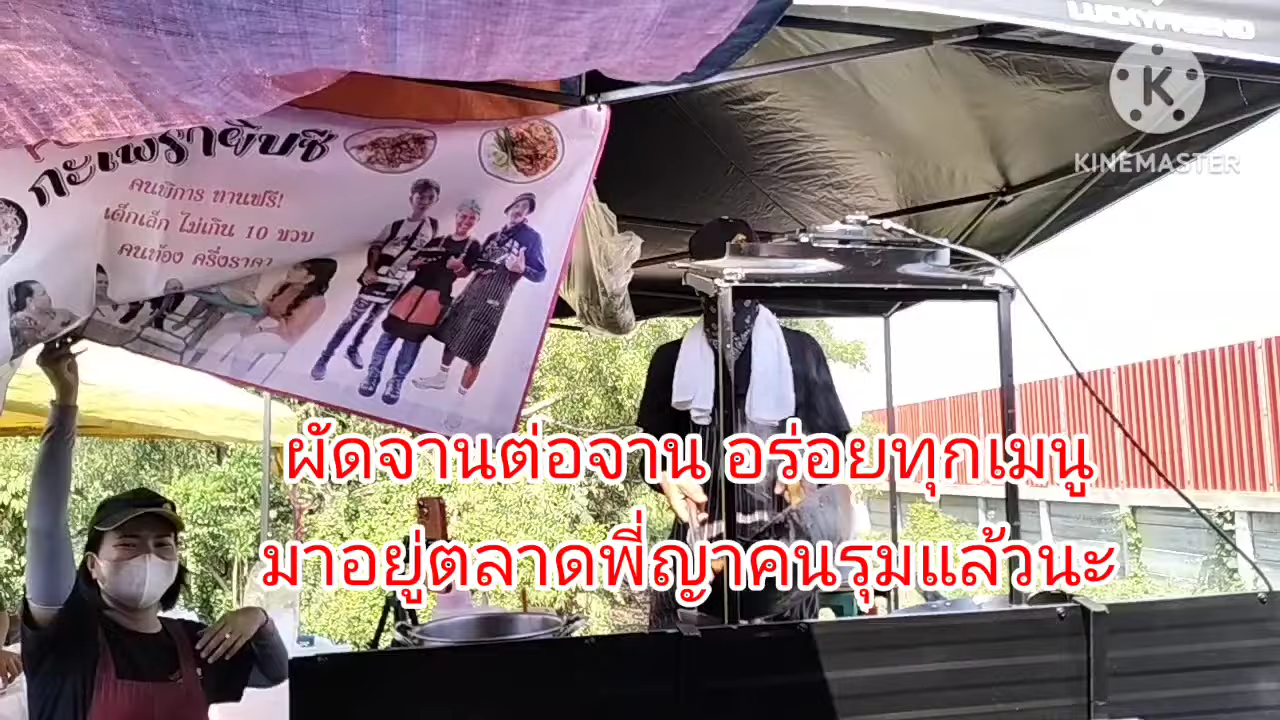 LUCKYFRIEND
K
KINEMASTER
กะเพรายิบซี
คนพิการ ทานฟรี!
เด็กเล็ก ไม่เกิน 10 ขวบ
คนท้อง ครึ่งราคา
ผัดจานต่อจาน อร่อยทุกเมนู
มาอยู่ตลาดพี่ญาคนรุมแล้วนะ